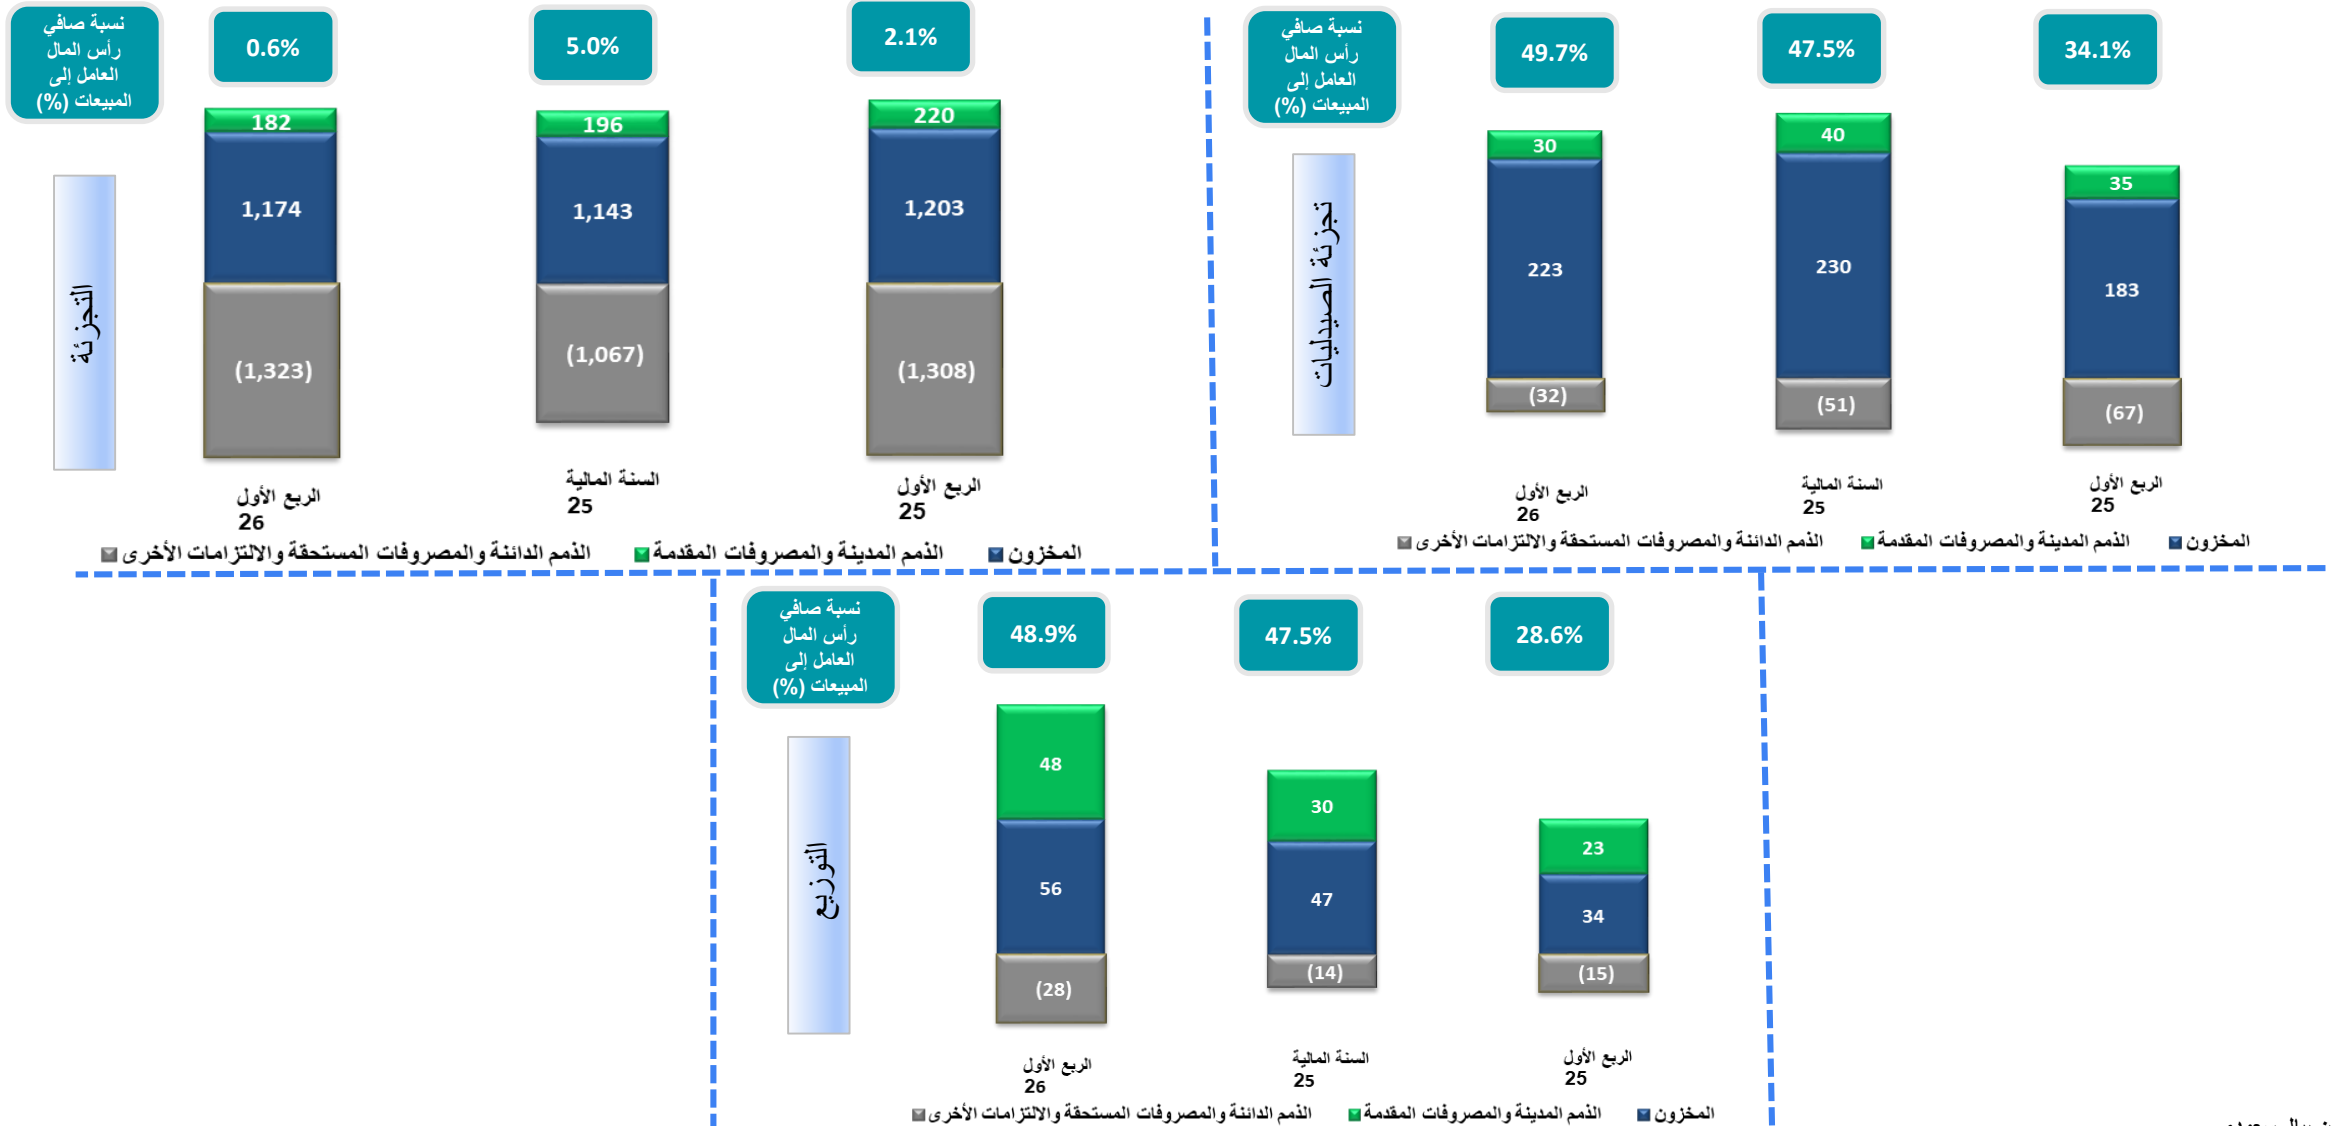 نسبة صافي
رأس المال
العامل إلى
المبيعات (%)
0.6%
5.0%
2.1%
التجزئة
182
1,174
(1,323)
196
1,143
(1,067)
220
1,203
(1,308)
الربع الأول
26
السنة المالية
25
الربع الأول
25
المخزون
الذمم المدينة والمصروفات المقدمة
الذمم الدائنة والمصروفات المستحقة والالتزامات الأخرى
نسبة صافي
رأس المال
العامل إلى
المبيعات (%)
49.7%
47.5%
34.1%
تجزئة الصيدليات
30
223
(32)
40
230
(51)
35
183
(67)
الربع الأول
26
السنة المالية
25
الربع الأول
25
المخزون
الذمم المدينة والمصروفات المقدمة
الذمم الدائنة والمصروفات المستحقة والالتزامات الأخرى
نسبة صافي
رأس المال
العامل إلى
المبيعات (%)
48.9%
47.5%
28.6%
التوزيع
48
56
(28)
30
47
(14)
23
34
(15)
الربع الأول
26
السنة المالية
25
الربع الأول
25
المخزون
الذمم المدينة والمصروفات المقدمة
الذمم الدائنة والمصروفات المستحقة والالتزامات الأخرى